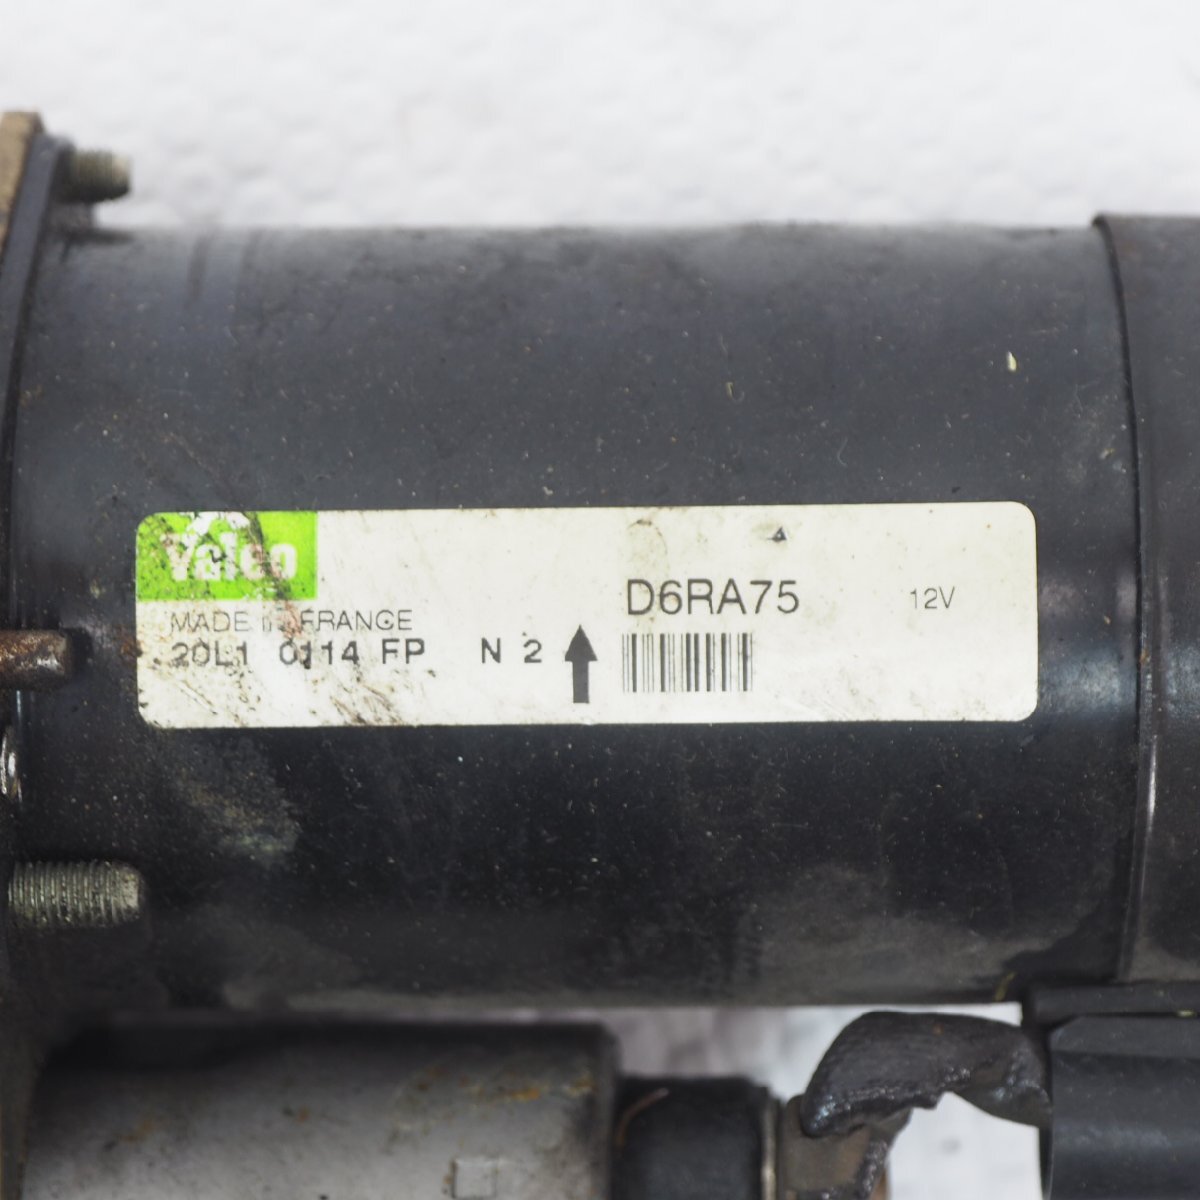 Valeo
D6RA75 12V
MADE IN FRANCE
20L1 0114 FP N 2